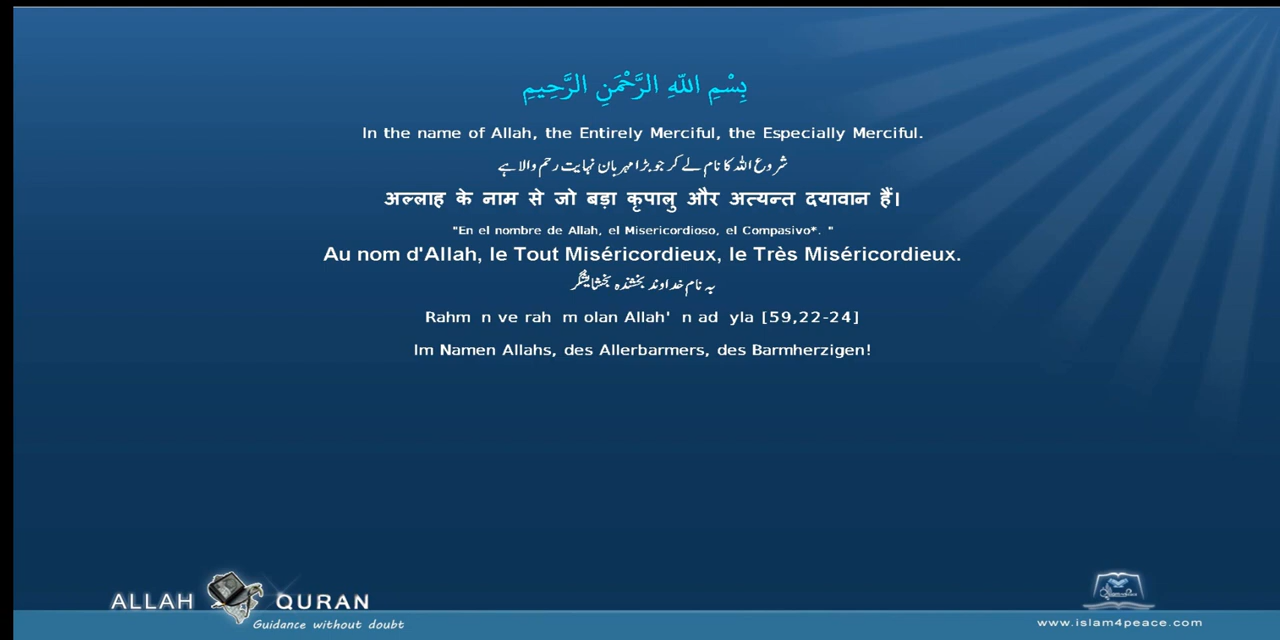 بِسْمِ اللّهِ الرَّحْمَنِ الرَّحِيمِ
In the name of Allah, the Entirely Merciful, the Especially Merciful.
شروع الله کا نام لے کر جو بڑا مہربان نہایت رحم والا ہے
अल्लाह के नाम से जो बड़ा कृपालु और अत्यन्त दयावान हैं।
"En el nombre de Allah, el Misericordioso, el Compasivo*. "
Au nom d'Allah, le Tout Miséricordieux, le Très Miséricordieux.
به نام خداوند بخشنده بخشایشگر
Rahm n ve rah m olan Allah' n ad yla [59,22-24]
Im Namen Allahs, des Allerbarmers, des Barmherzigen!
ALLAH QURAN
Guidance without doubt
www.islam4peace.com